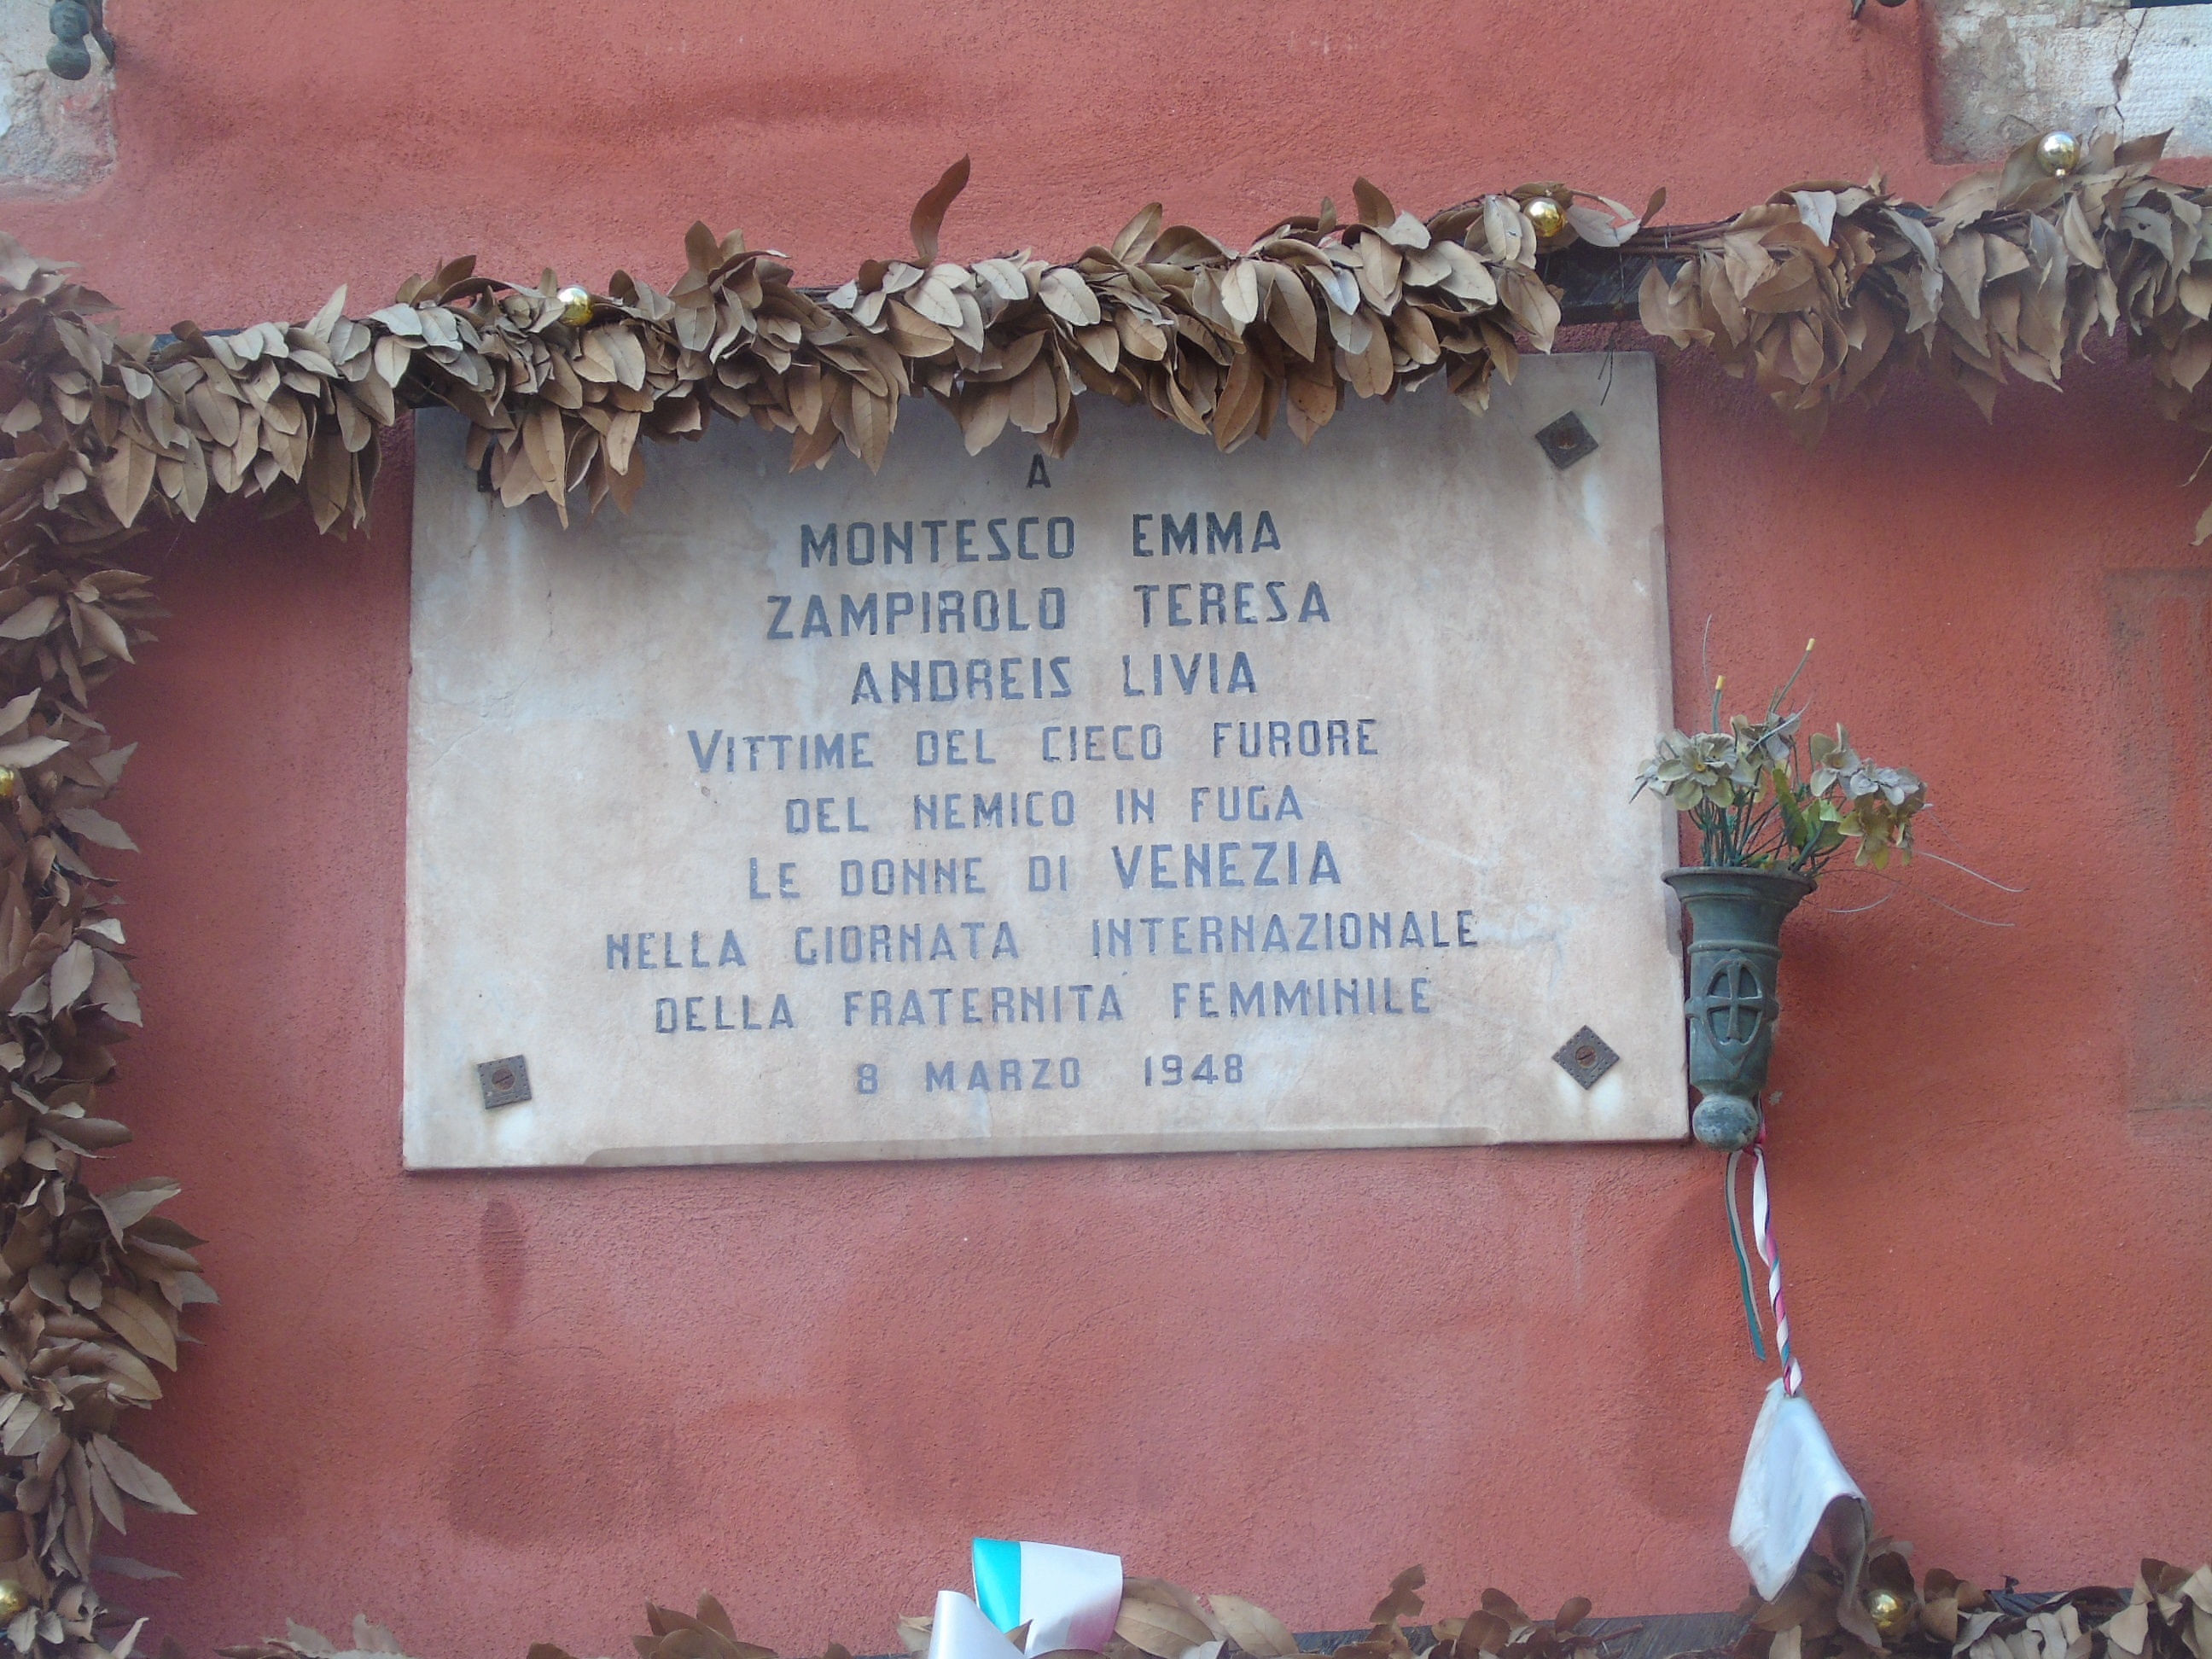 A
MONTESCO EMMA
ZAMPIROLO TERESA
ANDREIS LIVIA
VITTIME DEL CIECO FURORE
DEL NEMICO IN FUGA
LE DONNE DI VENEZIA
NELLA GIORNATA INTERNAZIONALE
DELLA FRATERNITÀ FEMMINILE
8 MARZO 1948